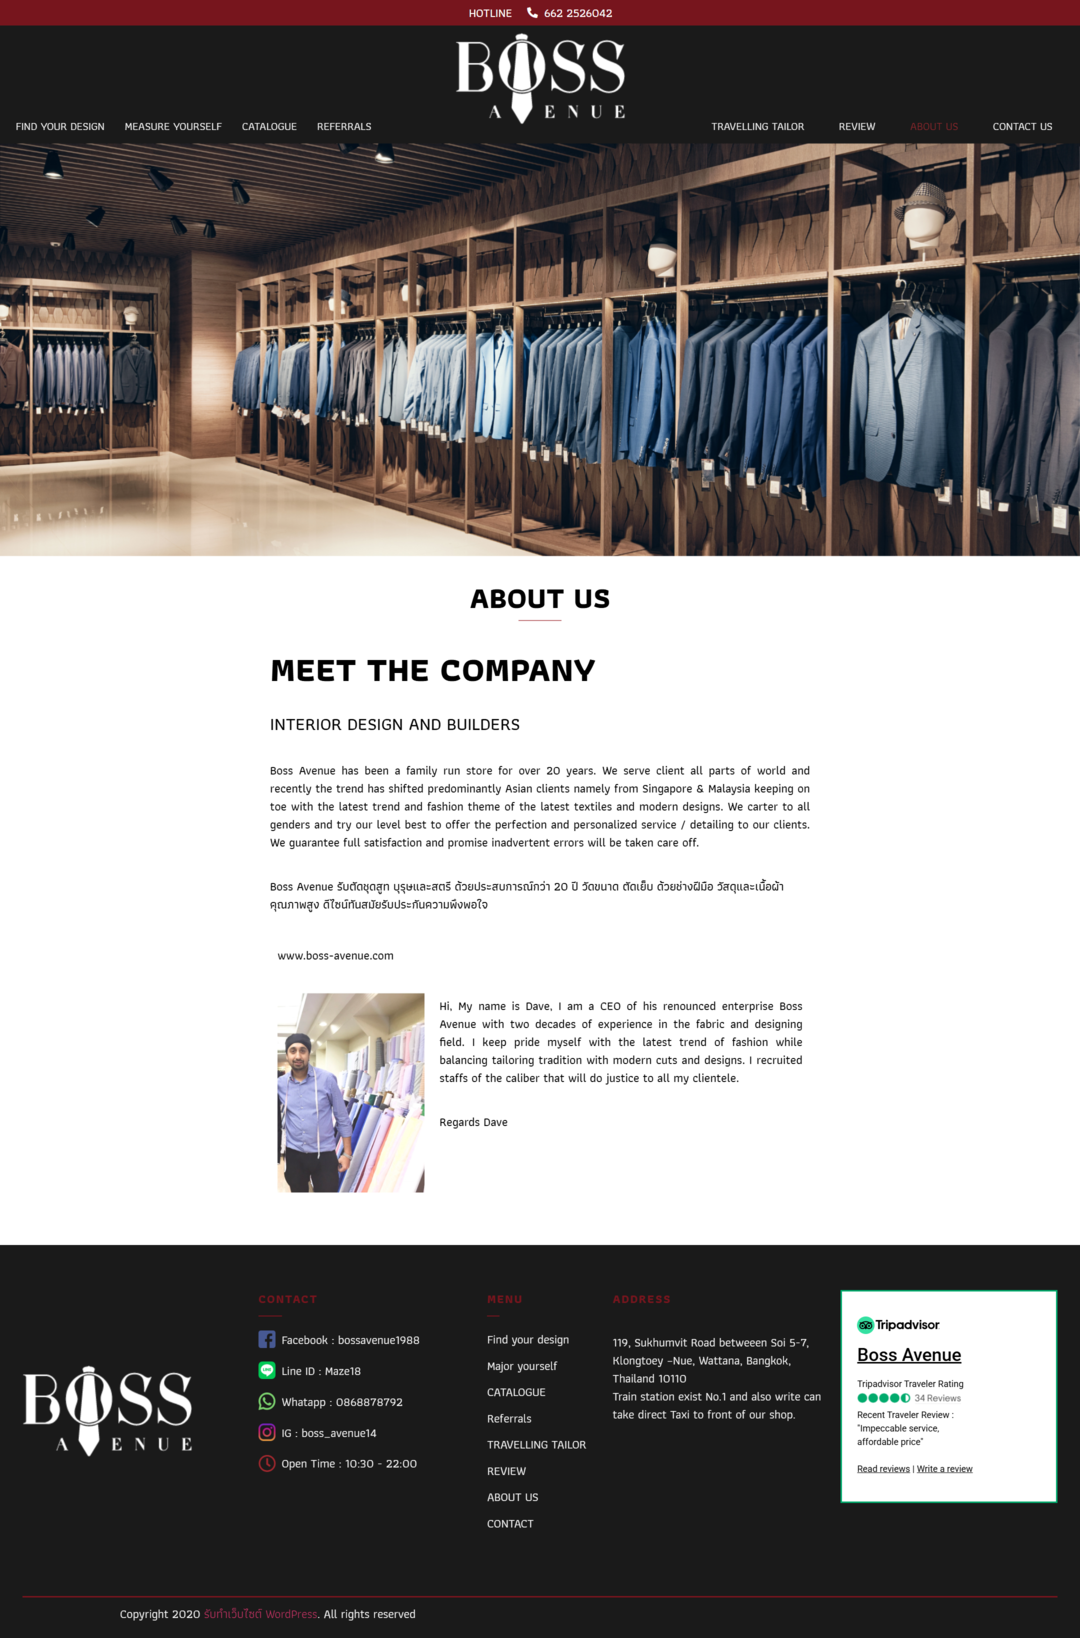 HOTLINE 662 2526042
BOSS
AVENUE
FIND YOUR DESIGN MEASURE YOURSELF CATALOGUE REFERRALS TRAVELLING TAILOR REVIEW ABOUT US CONTACT US
ABOUT US
MEET THE COMPANY
INTERIOR DESIGN AND BUILDERS
Boss Avenue has been a family run store for over 20 years. We serve client all parts of world and
recently the trend has shifted predominantly Asian clients namely from Singapore & Malaysia keeping on
toe with the latest trend and fashion theme of the latest textiles and modern designs. We carter to all
genders and try our level best to offer the perfection and personalized service / detailing to our clients.
We guarantee full satisfaction and promise inadvertent errors will be taken care off.
Boss Avenue รับตัดชุดสูท บุรุษและสตรี ด้วยประสบการณ์กว่า 20 ปี วัดขนาด ตัดเย็บ ด้วยช่างฝีมือ วัสดุและเนื้อผ้า
คุณภาพสูง ดีไซน์ทันสมัยรับประกันความพึงพอใจ
www.boss-avenue.com
Hi, My name is Dave, I am a CEO of his renounced enterprise Boss
Avenue with two decades of experience in the fabric and designing
field. I keep pride myself with the latest trend of fashion while
balancing tailoring tradition with modern cuts and designs. I recruited
staffs of the caliber that will do justice to all my clientele.
Regards Dave
BOSS
AVENUE
CONTACT
Facebook : bossavenue1988
Line ID : Maze18
Whatapp : 0868878792
IG : boss_avenue14
Open Time : 10:30 - 22:00
MENU
Find your design
Major yourself
CATALOGUE
Referrals
TRAVELLING TAILOR
REVIEW
ABOUT US
CONTACT
ADDRESS
119, Sukhumvit Road betweeen Soi 5-7,
Klongtoey –Nue, Wattana, Bangkok,
Thailand 10110
Train station exist No.1 and also write can
take direct Taxi to front of our shop.
Tripadvisor
Boss Avenue
Tripadvisor Traveler Rating
34 Reviews
Recent Traveler Review :
"Impeccable service,
affordable price"
Read reviews | Write a review
Copyright 2020 รับทำเว็บไซต์ WordPress. All rights reserved